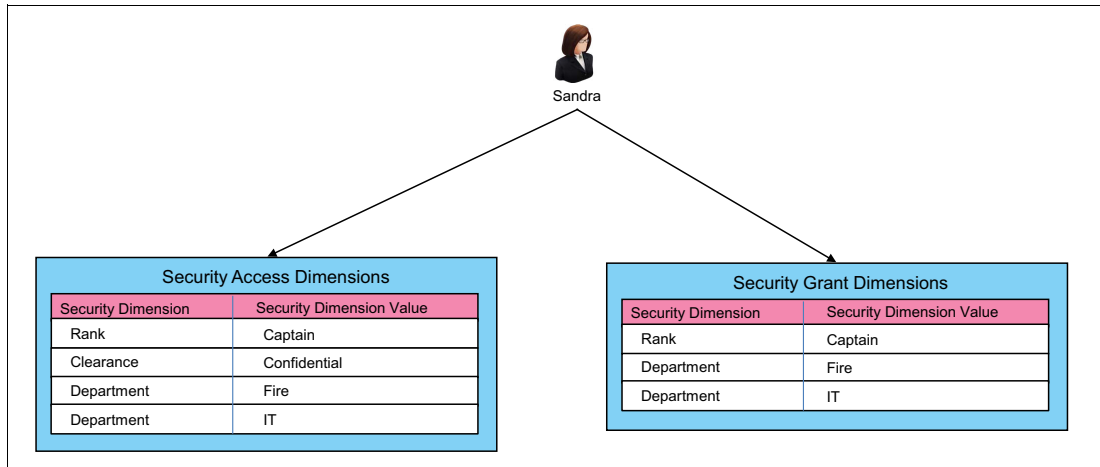 Sandra
Security Access Dimensions
Security Dimension Security Dimension Value
Rank Captain
Clearance Confidential
Department Fire
Department IT
Security Grant Dimensions
Security Dimension Security Dimension Value
Rank Captain
Department Fire
Department IT